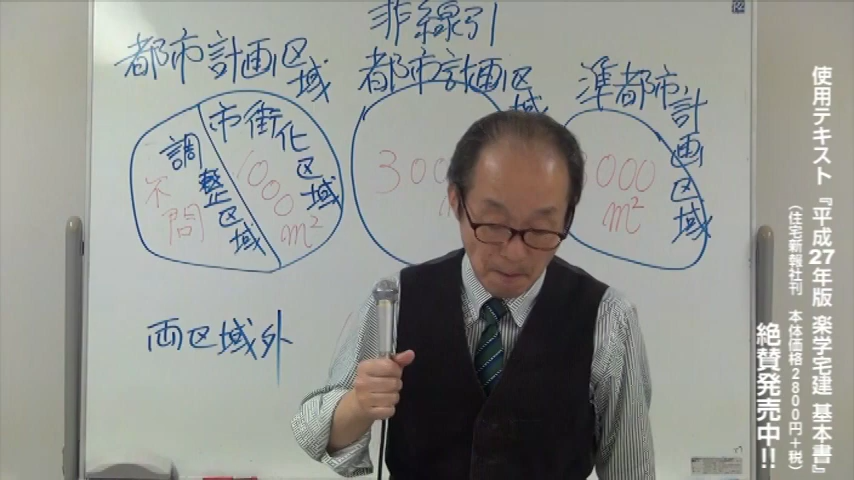 都市計画区域
市街化区域
1000
m²
調整区域
不問
非線引
都市計画区域
300
準都市計画区域
000
m²
両区域外
使用テキスト『平成27年版 楽学宅建 基本書』
(住宅新報社刊 本体価格2800円+税)
絶賛発売中!!